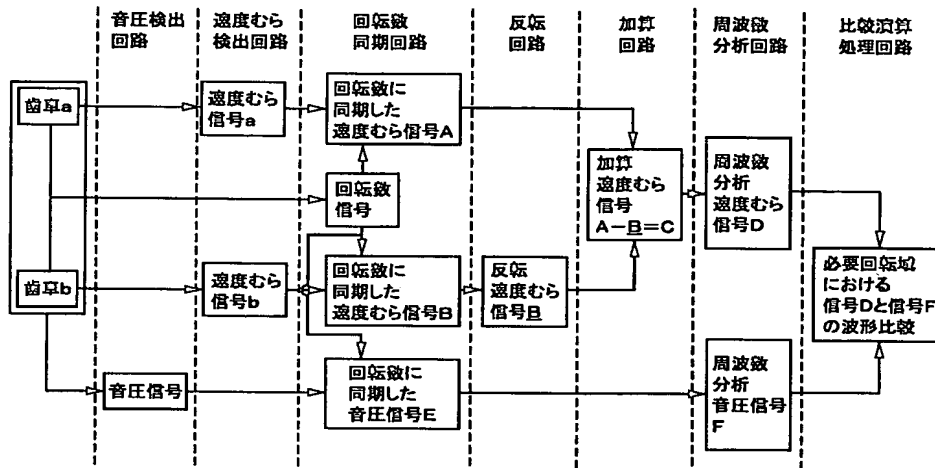 音圧検出
回路
速度むら
検出回路
回転数
同期回路
反転
回路
加算
回路
周波数
分析回路
比較演算
処理回路
歯車a
速度むら
信号a
回転数に
同期した
速度むら信号A
回転数
信号
加算
速度むら
信号
A−B=C
周波数
分析
速度むら
信号D
歯車b
速度むら
信号b
回転数に
同期した
速度むら信号B
反転
速度むら
信号B
必要回転域
における
信号Dと信号F
の波形比較
音圧信号
回転数に
同期した
音圧信号E
周波数
分析
音圧信号
F